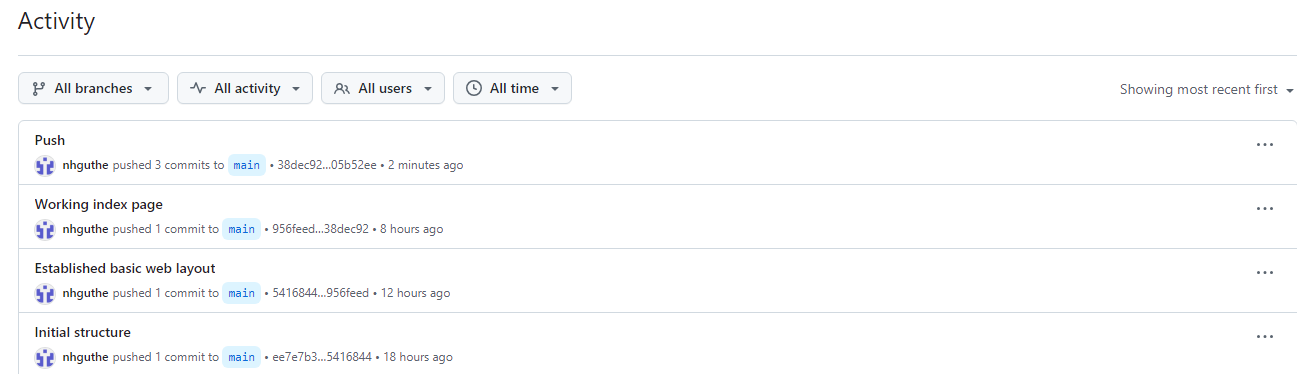 Activity
All branches All activity All users All time Showing most recent first
Push
nhguthe pushed 3 commits to main • 38dec92...05b52ee • 2 minutes ago
Working index page
nhguthe pushed 1 commit to main • 956feed...38dec92 • 8 hours ago
Established basic web layout
nhguthe pushed 1 commit to main • 5416844...956feed • 12 hours ago
Initial structure
nhguthe pushed 1 commit to main • ee7e7b3...5416844 • 18 hours ago